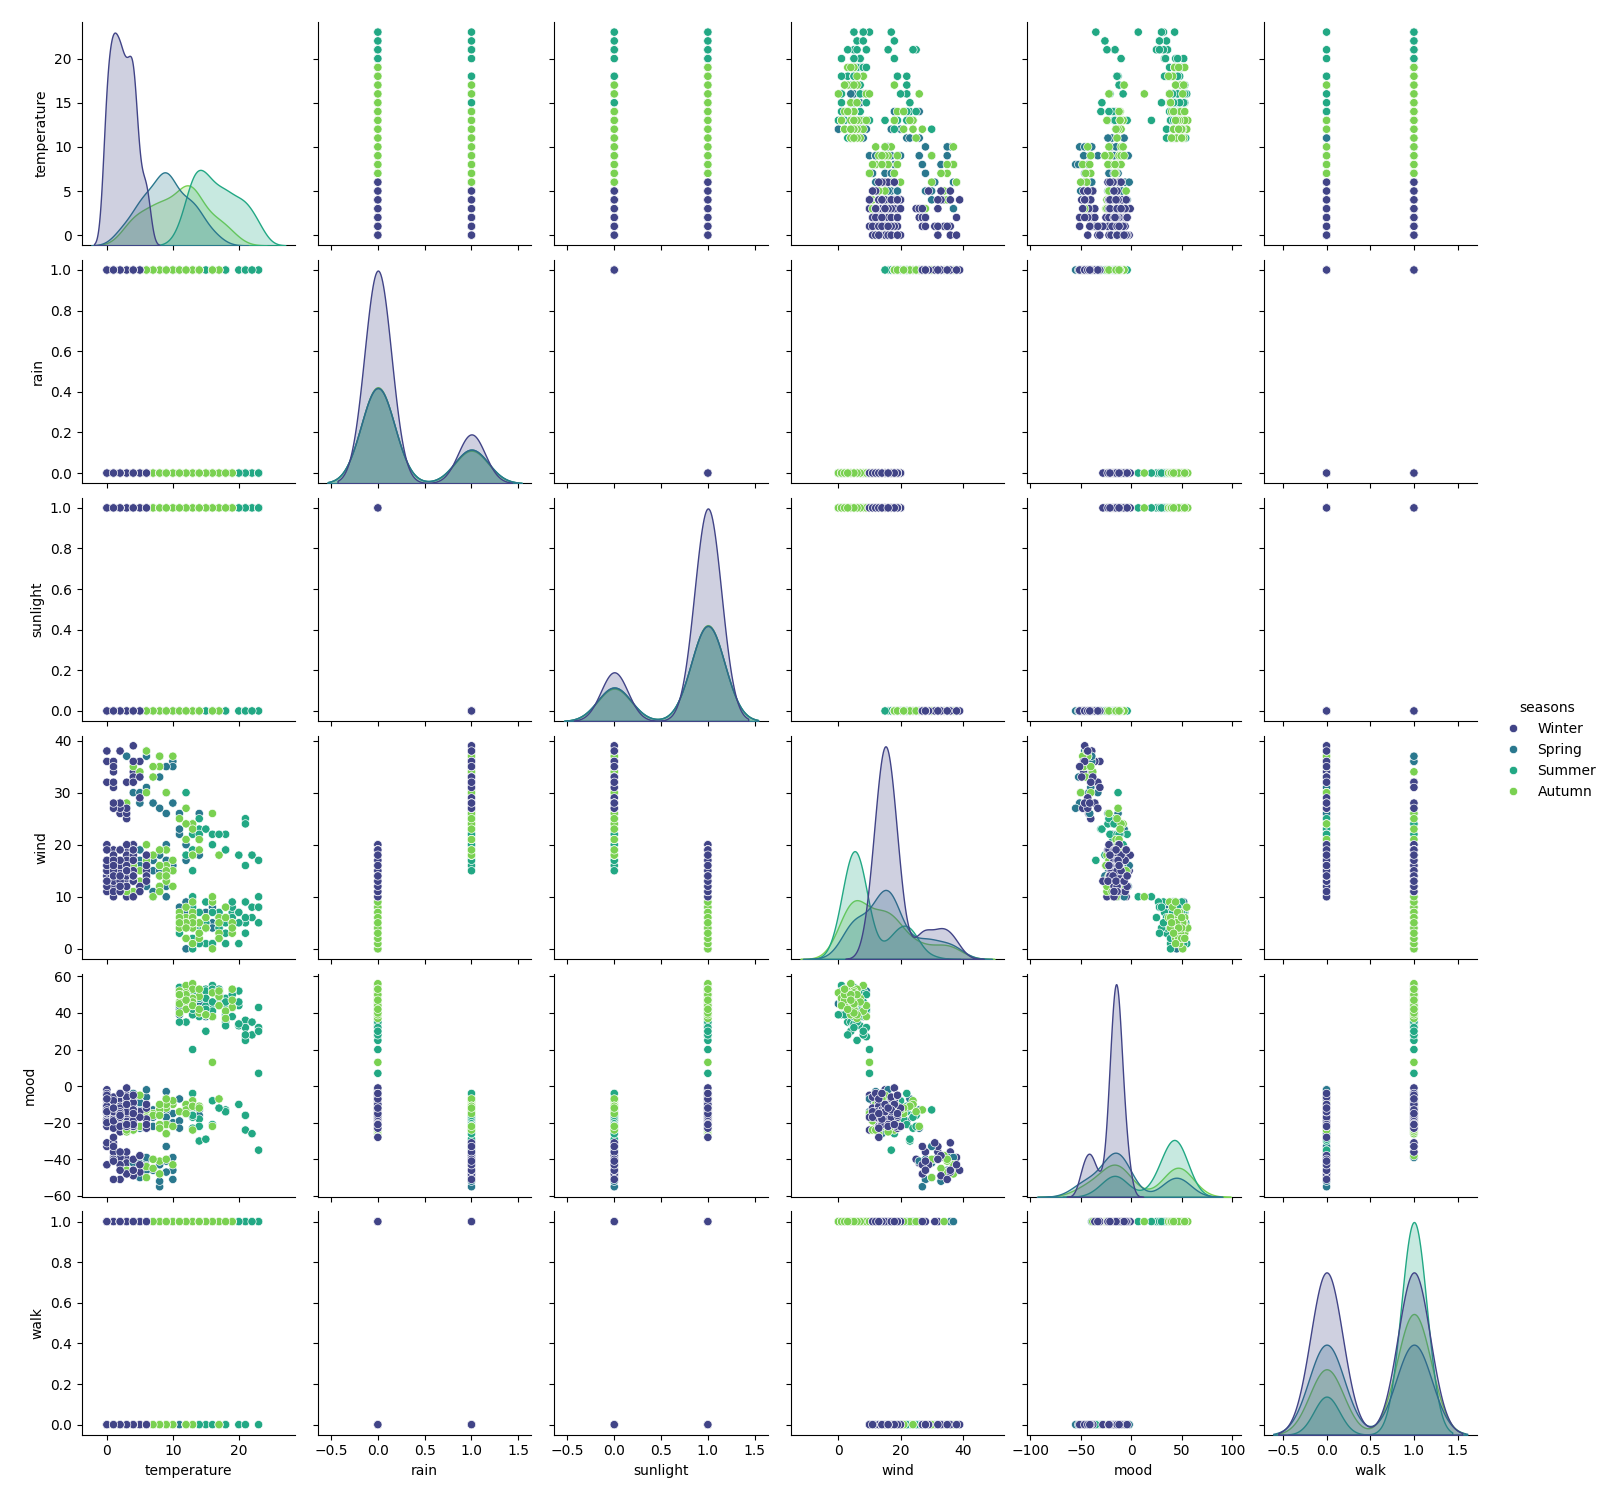 20
15
10
5
0
temperature
1.0
0.8
0.6
0.4
0.2
0.0
rain
1.0
0.8
0.6
0.4
0.2
0.0
sunlight
seasons
Winter
Spring
Summer
Autumn
40
30
20
10
0
wind
60
40
20
0
−20
−40
−60
mood
1.0
0.8
0.6
0.4
0.2
0.0
walk
0 10 20
−0.5 0.0 0.5 1.0 1.5
−0.5 0.0 0.5 1.0 1.5
0 20 40
−100 −50 0 50 100
−0.5 0.0 0.5 1.0 1.5
temperature rain sunlight wind mood walk